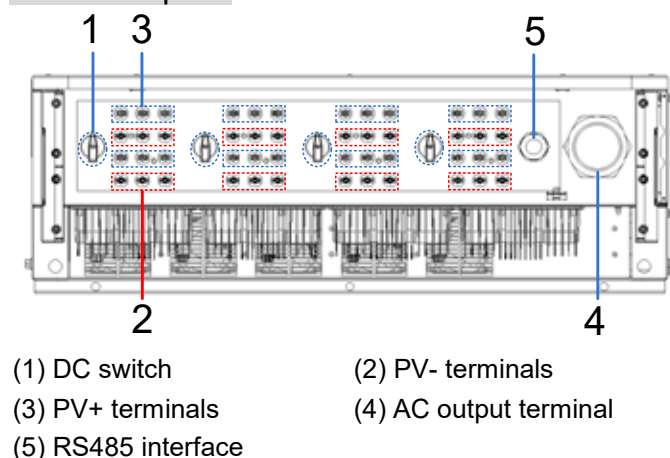 1 3 5
2 4
(1) DC switch (2) PV- terminals
(3) PV+ terminals (4) AC output terminal
(5) RS485 interface